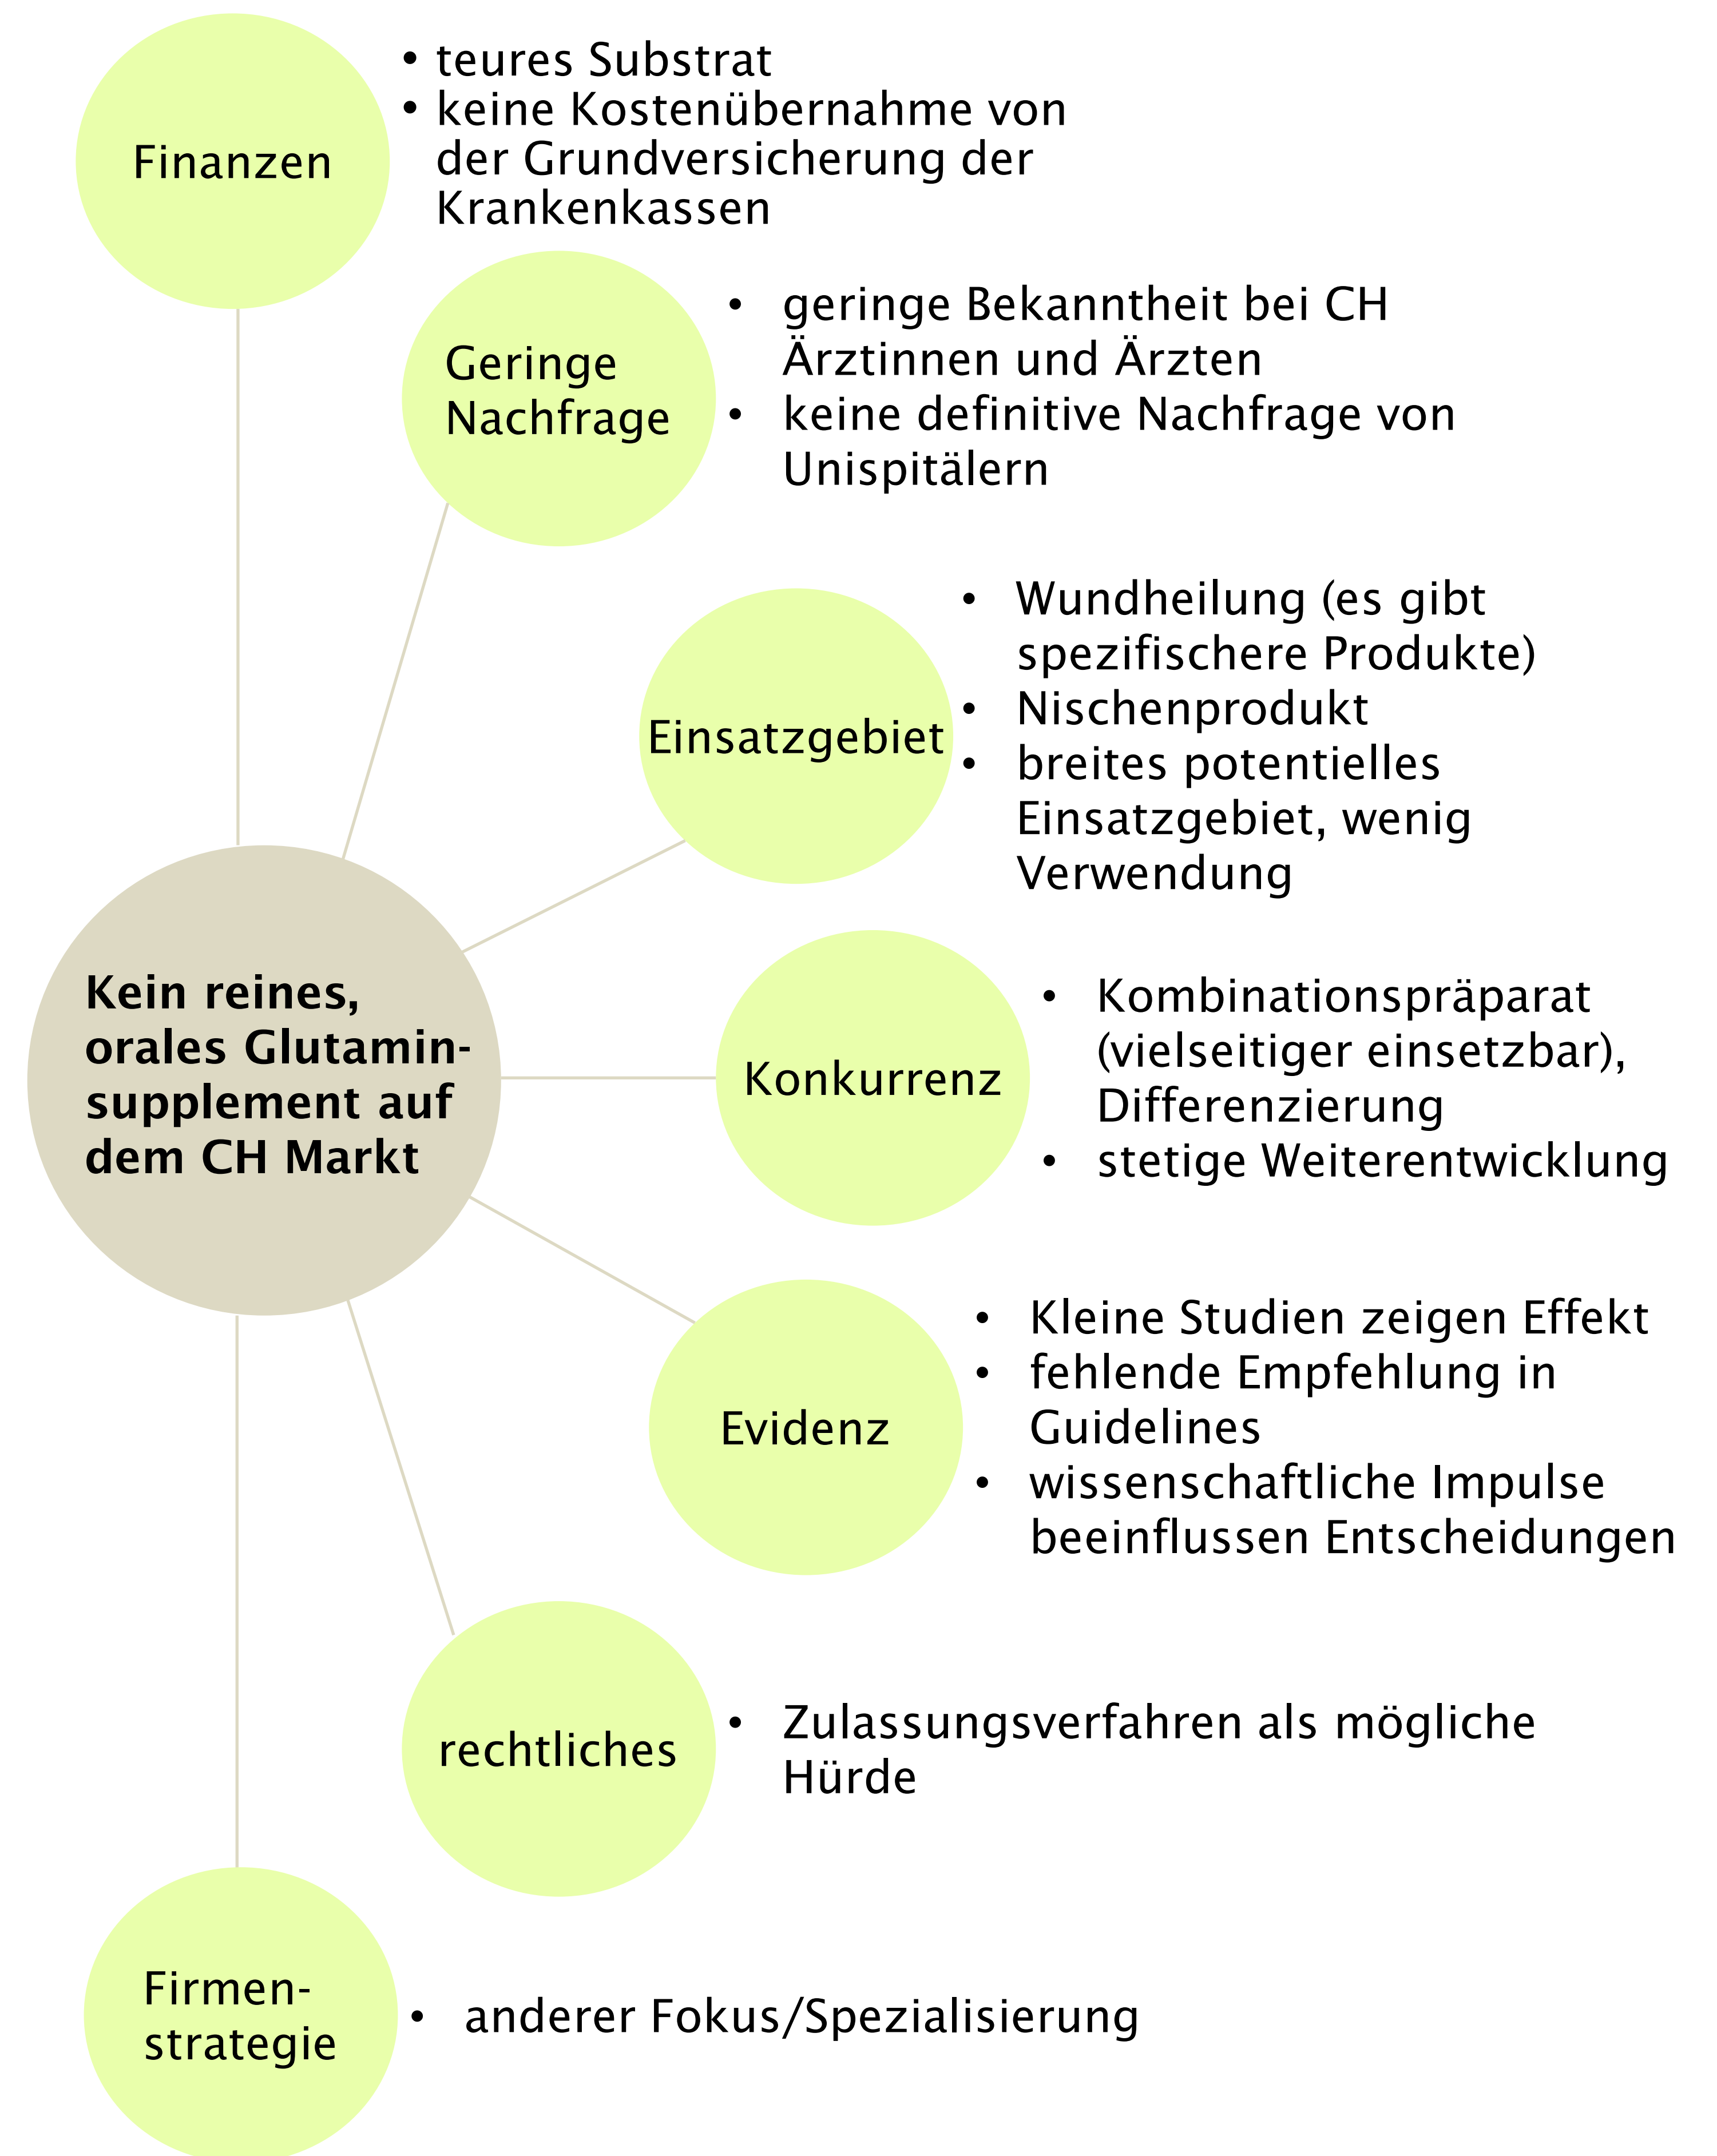 Finanzen
• teures Substrat
• keine Kostenübernahme von
der Grundversicherung der
Krankenkassen
Geringe
Nachfrage
• geringe Bekanntheit bei CH
Ärztinnen und Ärzten
• keine definitive Nachfrage von
Unispitälern
Einsatzgebiet
• Wundheilung (es gibt
spezifischere Produkte)
• Nischenprodukt
• breites potentielles
Einsatzgebiet, wenig
Verwendung
Kein reines,
orales Glutamin-
supplement auf
dem CH Markt
Konkurrenz
• Kombinationspräparat
(vielseitiger einsetzbar),
Differenzierung
• stetige Weiterentwicklung
Evidenz
• Kleine Studien zeigen Effekt
• fehlende Empfehlung in
Guidelines
• wissenschaftliche Impulse
beeinflussen Entscheidungen
rechtliches
• Zulassungsverfahren als mögliche
Hürde
Firmen-
strategie
• anderer Fokus/Spezialisierung